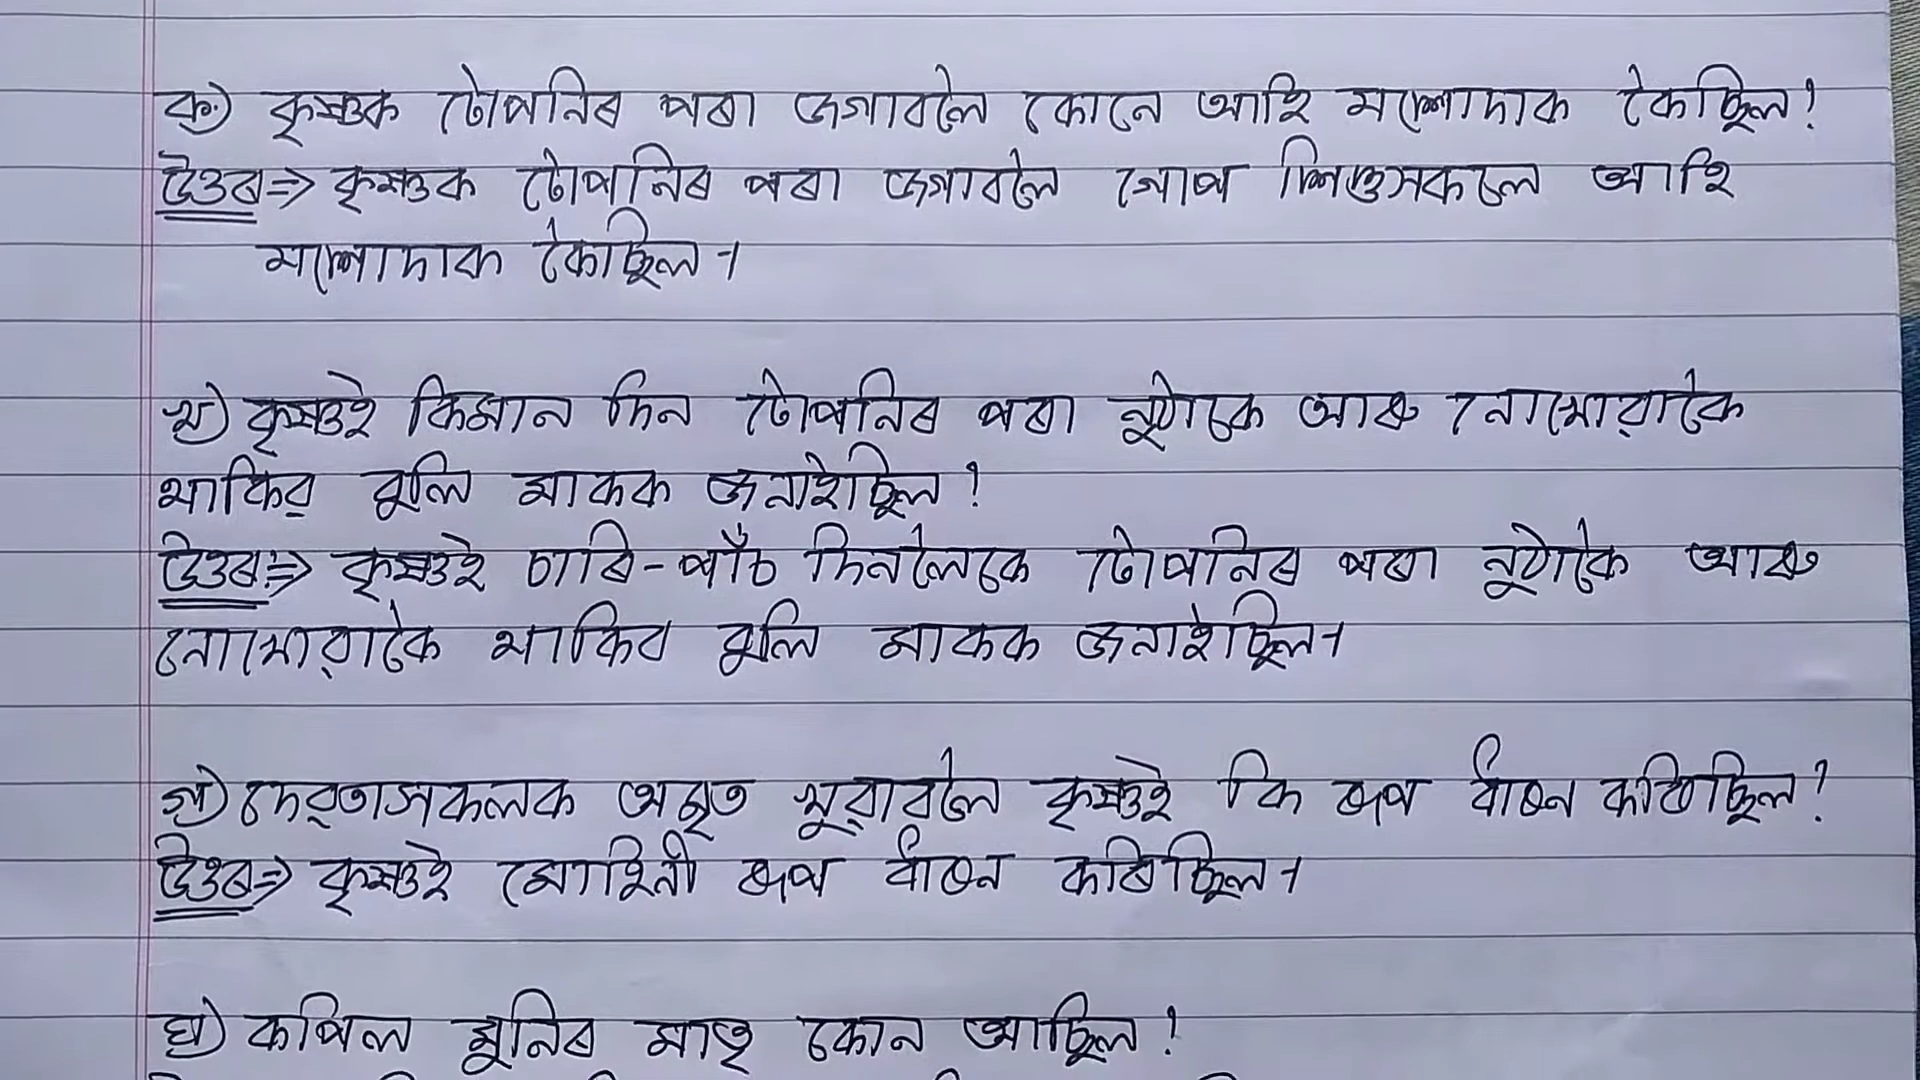 ক) কৃষ্ণক টোপনিৰ পৰা জগাবলৈ কোনে আহি যশোদাক কৈছিল?
উত্তৰ⇒ কৃষ্ণক টোপনিৰ পৰা জগাবলৈ গোপ শিশুসকলে আহি
যশোদাক কৈছিল।
খ) কৃষ্ণই কিমান দিন টোপনিৰ পৰা নুঠাকৈ আৰু নোখোৱাকৈ
থাকিব বুলি মাকক জনাইছিল?
উত্তৰ⇒ কৃষ্ণই চাৰি-পাঁচ দিনলৈকে টোপনিৰ পৰা নুঠাকৈ আৰু
নোখোৱাকৈ থাকিব বুলি মাকক জনাইছিল।
গ) দেৱতাসকলক অমৃত খুৱাবলৈ কৃষ্ণই কি ৰূপ ধাৰণ কৰিছিল?
উত্তৰ⇒ কৃষ্ণই মোহিনী ৰূপ ধাৰণ কৰিছিল।
ঘ) কপিল মুনিৰ মাতৃ কোন আছিল?